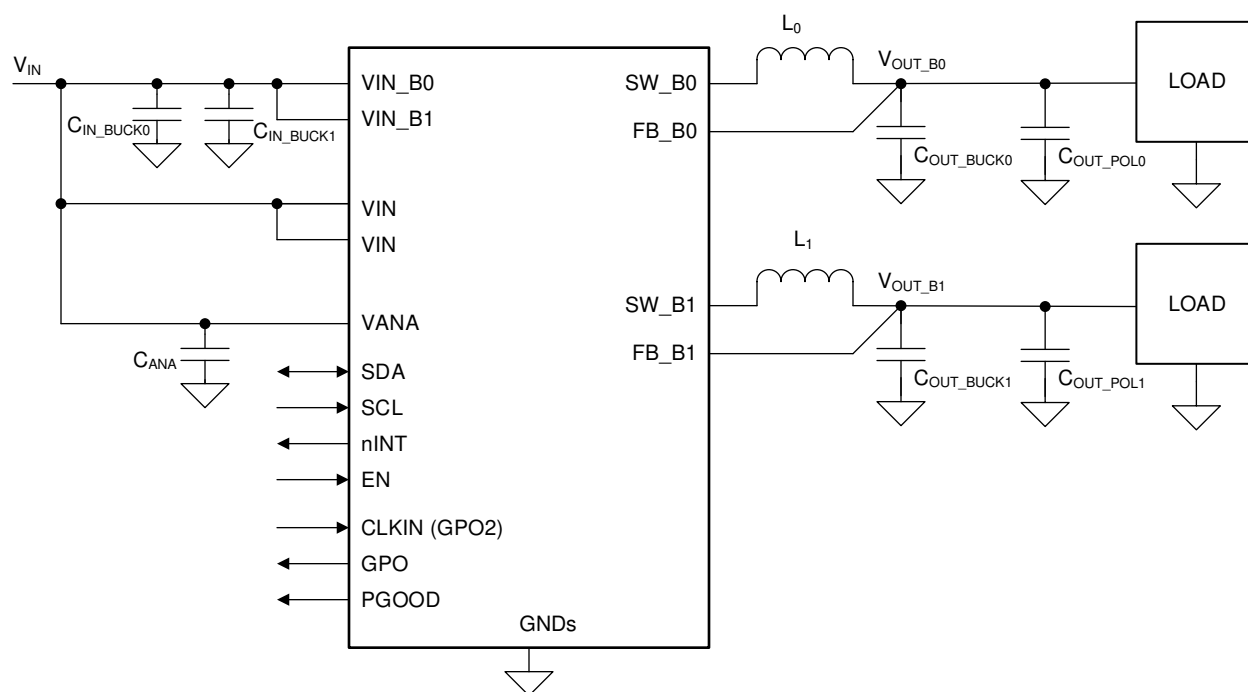 L0
VIN
VOUT_B0
VIN_B0
SW_B0
LOAD
CIN_BUCK0
CIN_BUCK1
VIN_B1
FB_B0
COUT_BUCK0
COUT_POL0
VIN
VIN
L1
VOUT_B1
SW_B1
LOAD
VANA
CANA
FB_B1
SDA
COUT_BUCK1
COUT_POL1
SCL
nINT
EN
CLKIN (GPO2)
GPO
PGOOD
GNDs